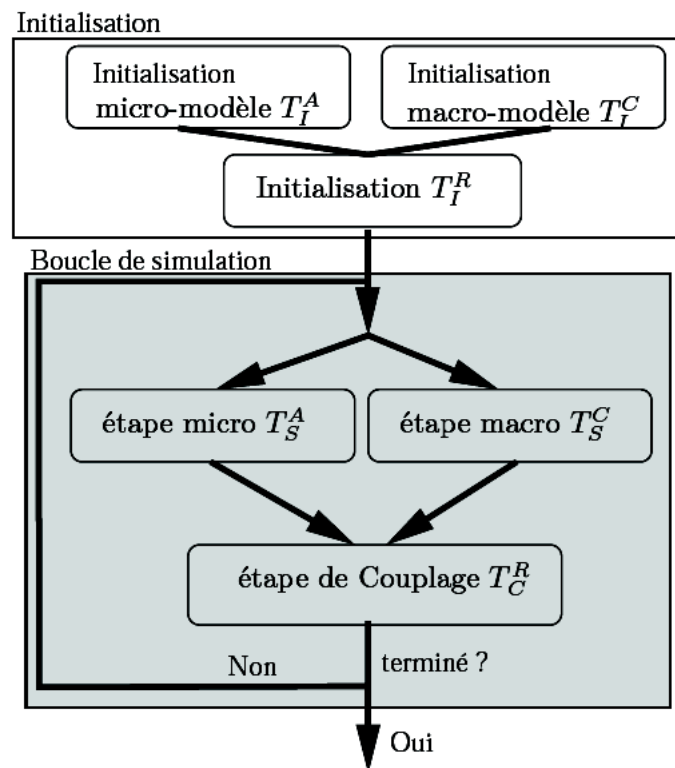 Initialisation
Initialisation
micro-modèle T_I^A
Initialisation
macro-modèle T_I^C
Initialisation T_I^R
Boucle de simulation
étape micro T_S^A
étape macro T_S^C
étape de Couplage T_C^R
Non
terminé ?
Oui